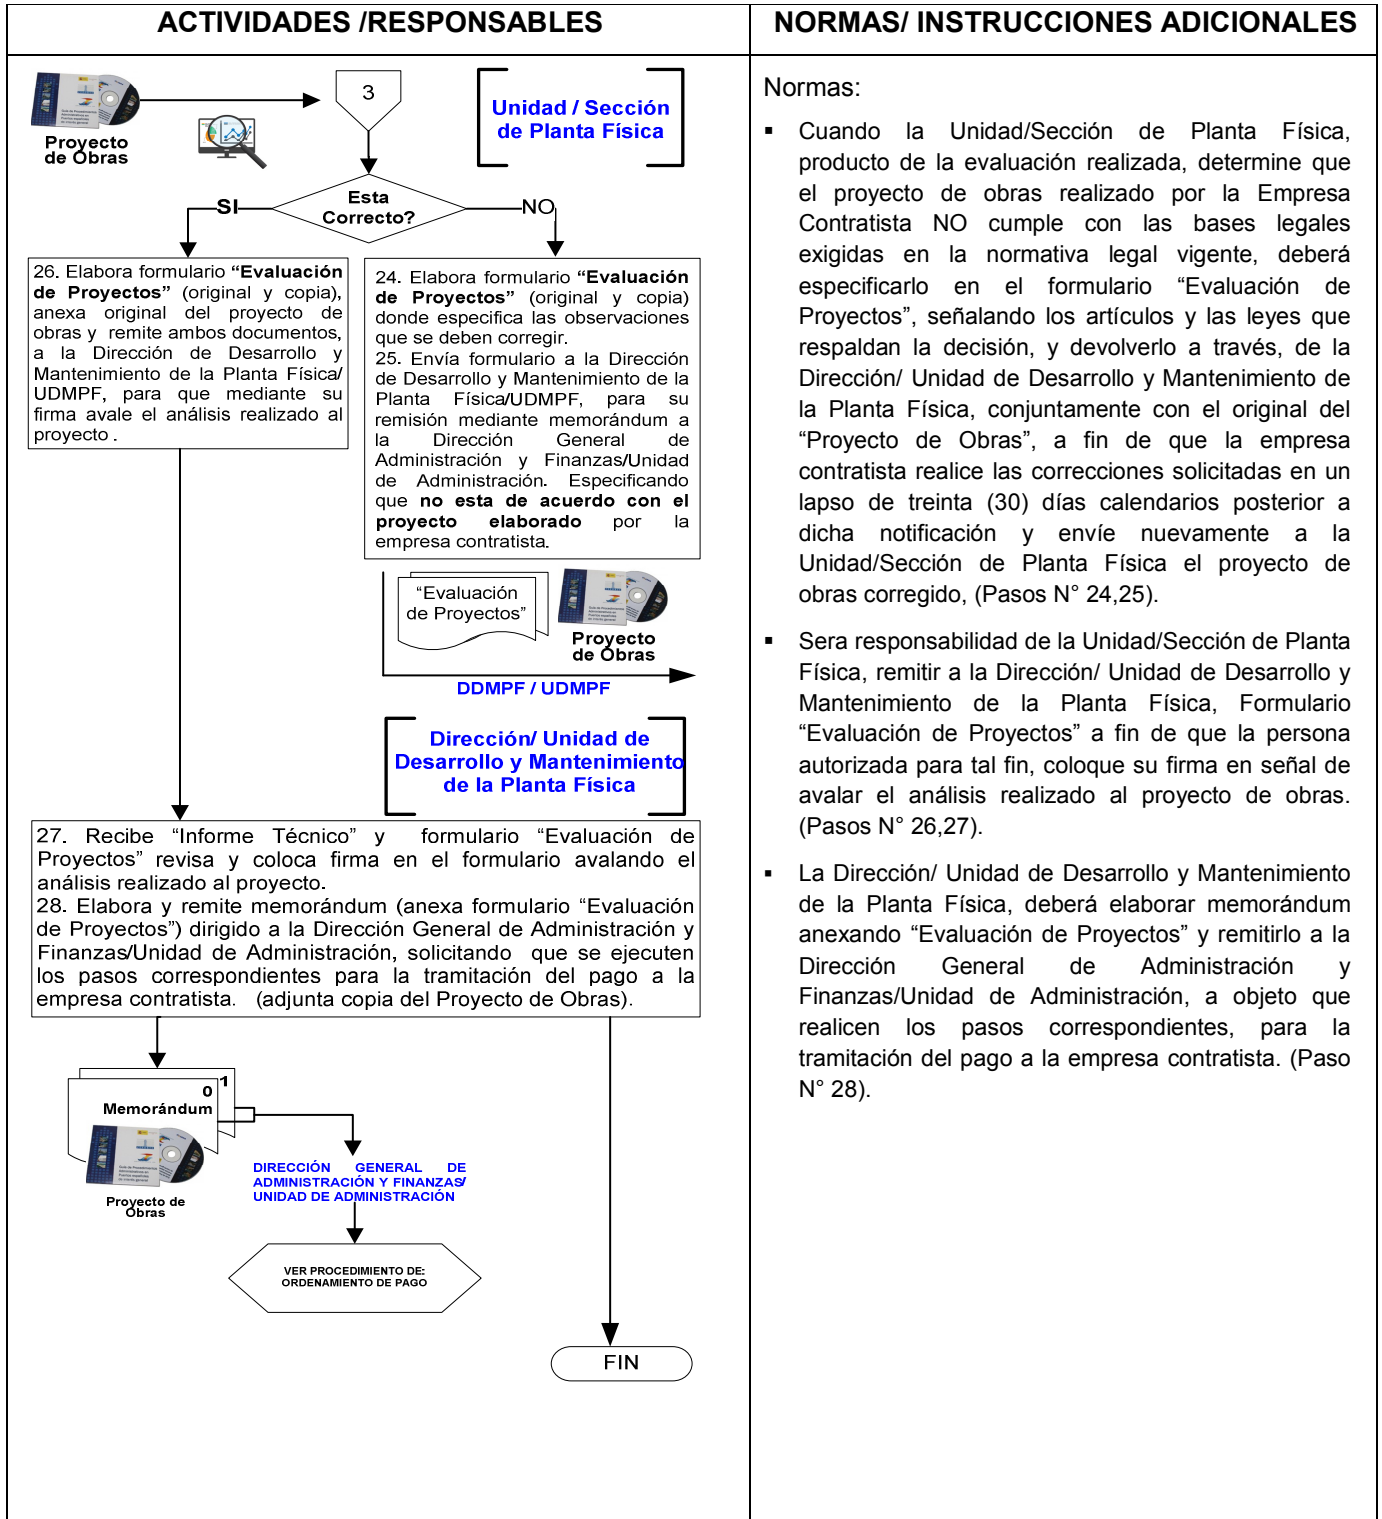 ACTIVIDADES /RESPONSABLES
NORMAS/ INSTRUCCIONES ADICIONALES
Proyecto
de Obras
3
Unidad / Sección
de Planta Física
Esta
Correcto?
SI
NO
26. Elabora formulario “Evaluación
de Proyectos” (original y copia),
anexa original del proyecto de
obras y remite ambos documentos,
a la Dirección de Desarrollo y
Mantenimiento de la Planta Física/
UDMPF, para que mediante su
firma avale el análisis realizado al
proyecto .
24. Elabora formulario “Evaluación
de Proyectos” (original y copia)
donde especifica las observaciones
que se deben corregir.
25. Envía formulario a la Dirección
de Desarrollo y Mantenimiento de la
Planta Física/UDMPF, para su
remisión mediante memorándum a
la Dirección General de
Administración y Finanzas/Unidad
de Administración. Especificando
que no esta de acuerdo con el
proyecto elaborado por la
empresa contratista.
“Evaluación
de Proyectos”
Proyecto
de Obras
DDMPF / UDMPF
Dirección/ Unidad de
Desarrollo y Mantenimiento
de la Planta Física
27. Recibe “Informe Técnico” y formulario “Evaluación de
Proyectos” revisa y coloca firma en el formulario avalando el
análisis realizado al proyecto.
28. Elabora y remite memorándum (anexa formulario “Evaluación
de Proyectos”) dirigido a la Dirección General de Administración y
Finanzas/Unidad de Administración, solicitando que se ejecuten
los pasos correspondientes para la tramitación del pago a la
empresa contratista. (adjunta copia del Proyecto de Obras).
1
0
Memorándum
Proyecto de
Obras
DIRECCIÓN GENERAL DE
ADMINISTRACIÓN Y FINANZAS/
UNIDAD DE ADMINISTRACIÓN
VER PROCEDIMIENTO DE:
ORDENAMIENTO DE PAGO
FIN
Normas:
▪ Cuando la Unidad/Sección de Planta Física,
producto de la evaluación realizada, determine que
el proyecto de obras realizado por la Empresa
Contratista NO cumple con las bases legales
exigidas en la normativa legal vigente, deberá
especificarlo en el formulario “Evaluación de
Proyectos”, señalando los artículos y las leyes que
respaldan la decisión, y devolverlo a través, de la
Dirección/ Unidad de Desarrollo y Mantenimiento de
la Planta Física, conjuntamente con el original del
“Proyecto de Obras”, a fin de que la empresa
contratista realice las correcciones solicitadas en un
lapso de treinta (30) días calendarios posterior a
dicha notificación y envíe nuevamente a la
Unidad/Sección de Planta Física el proyecto de
obras corregido, (Pasos N° 24,25).
▪ Sera responsabilidad de la Unidad/Sección de Planta
Física, remitir a la Dirección/ Unidad de Desarrollo y
Mantenimiento de la Planta Física, Formulario
“Evaluación de Proyectos” a fin de que la persona
autorizada para tal fin, coloque su firma en señal de
avalar el análisis realizado al proyecto de obras.
(Pasos N° 26,27).
▪ La Dirección/ Unidad de Desarrollo y Mantenimiento
de la Planta Física, deberá elaborar memorándum
anexando “Evaluación de Proyectos” y remitirlo a la
Dirección General de Administración y
Finanzas/Unidad de Administración, a objeto que
realicen los pasos correspondientes, para la
tramitación del pago a la empresa contratista. (Paso
N° 28).